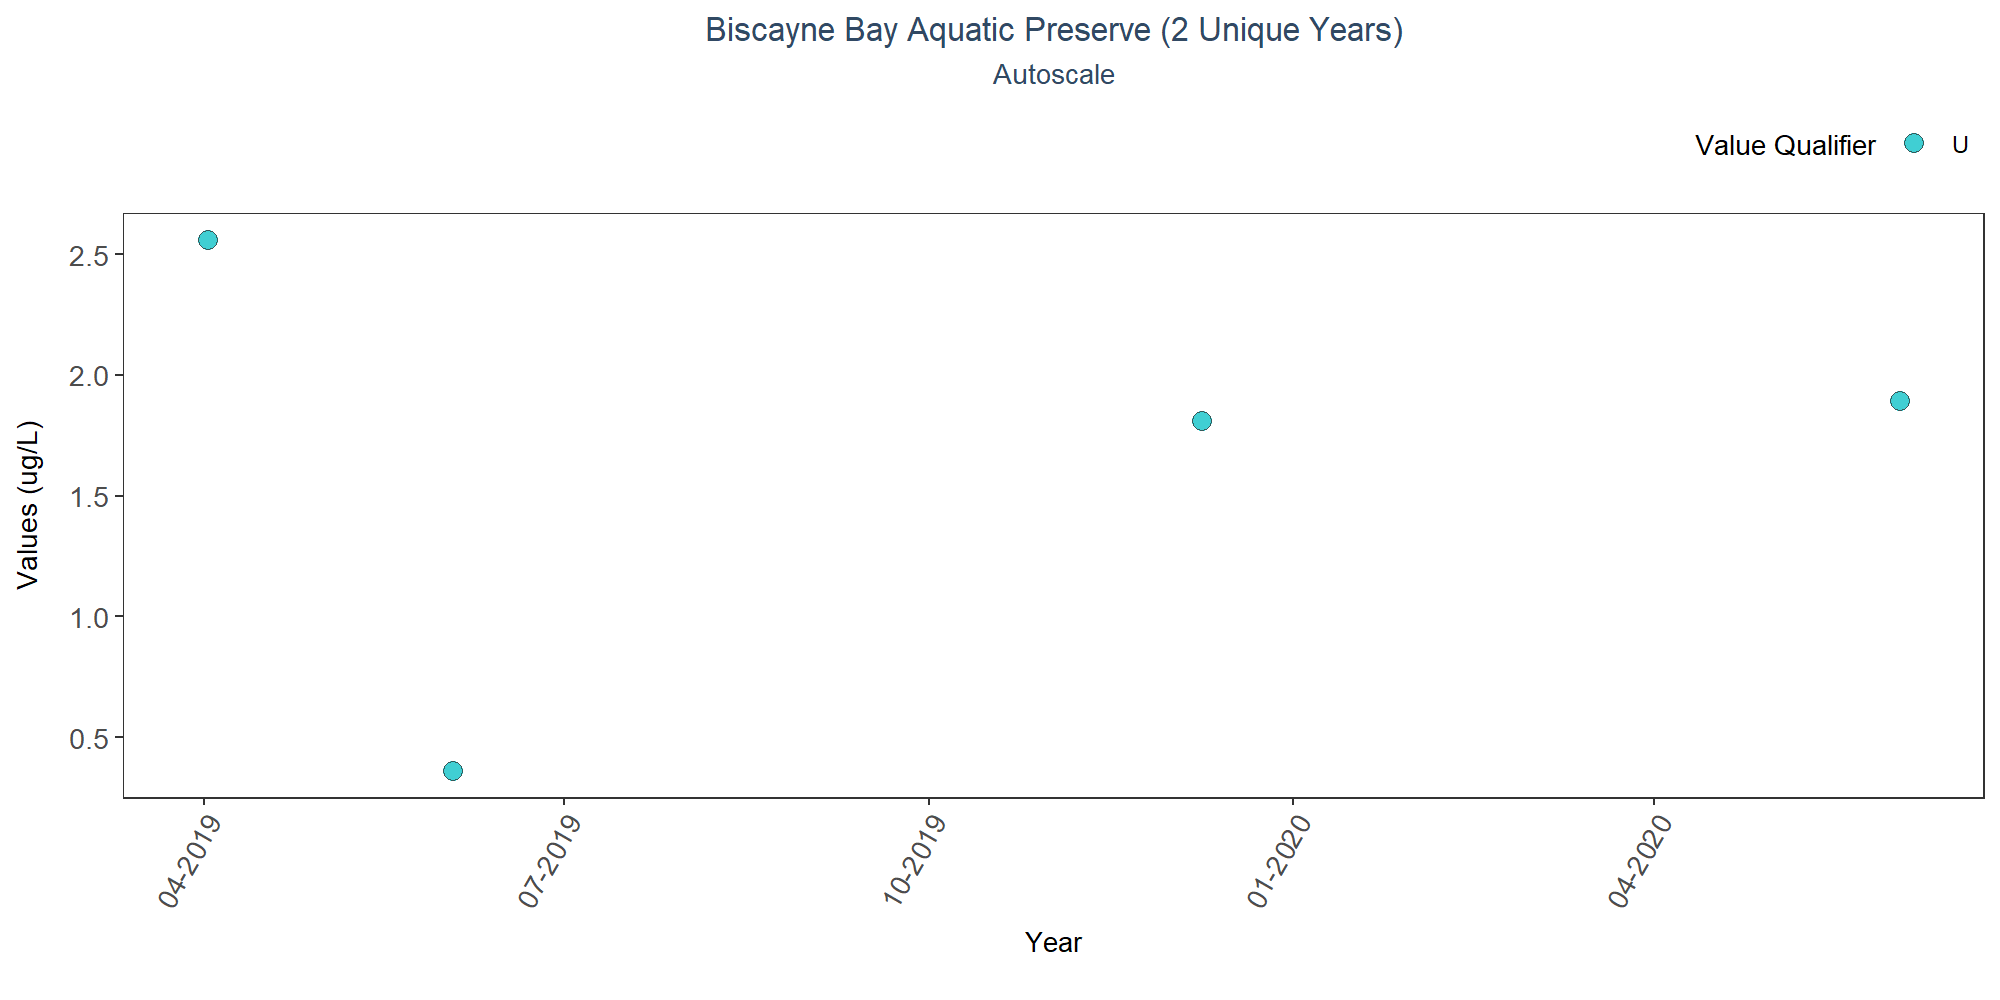 Biscayne Bay Aquatic Preserve (2 Unique Years)
Autoscale
Value Qualifier U
2.5
2.0
1.5
1.0
0.5
Values (ug/L)
04-2019
07-2019
10-2019
01-2020
04-2020
Year